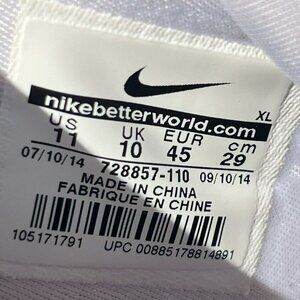 XL
nikebetterworld.com
US UK EUR cm
11 10 45 29
07/10/14 728857-110 09/10/14
MADE IN CHINA
FABRIQUE EN CHINE
105171791 UPC 00885178814891